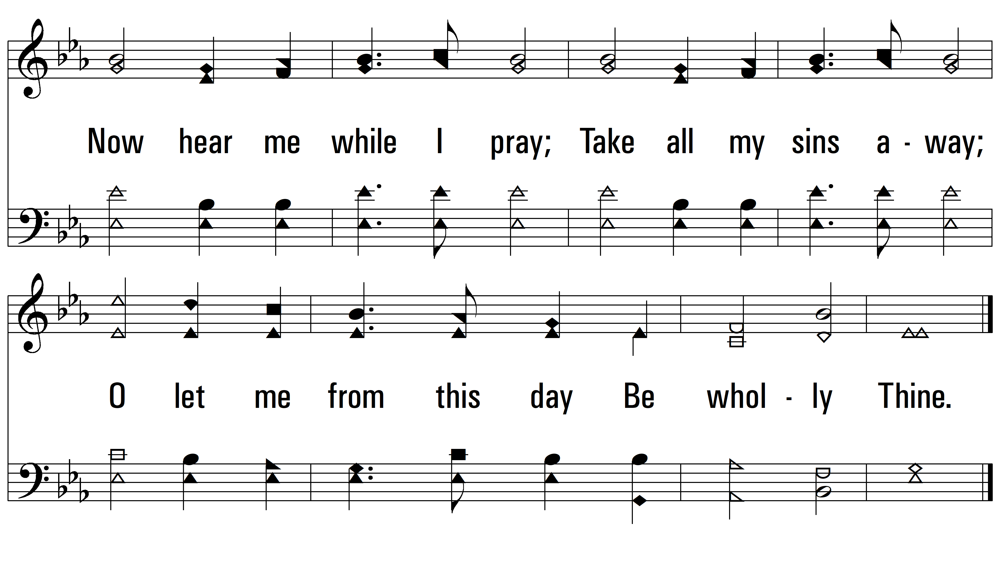 Now hear me while I pray; Take all my sins a - way;
O let me from this day Be whol - ly Thine.